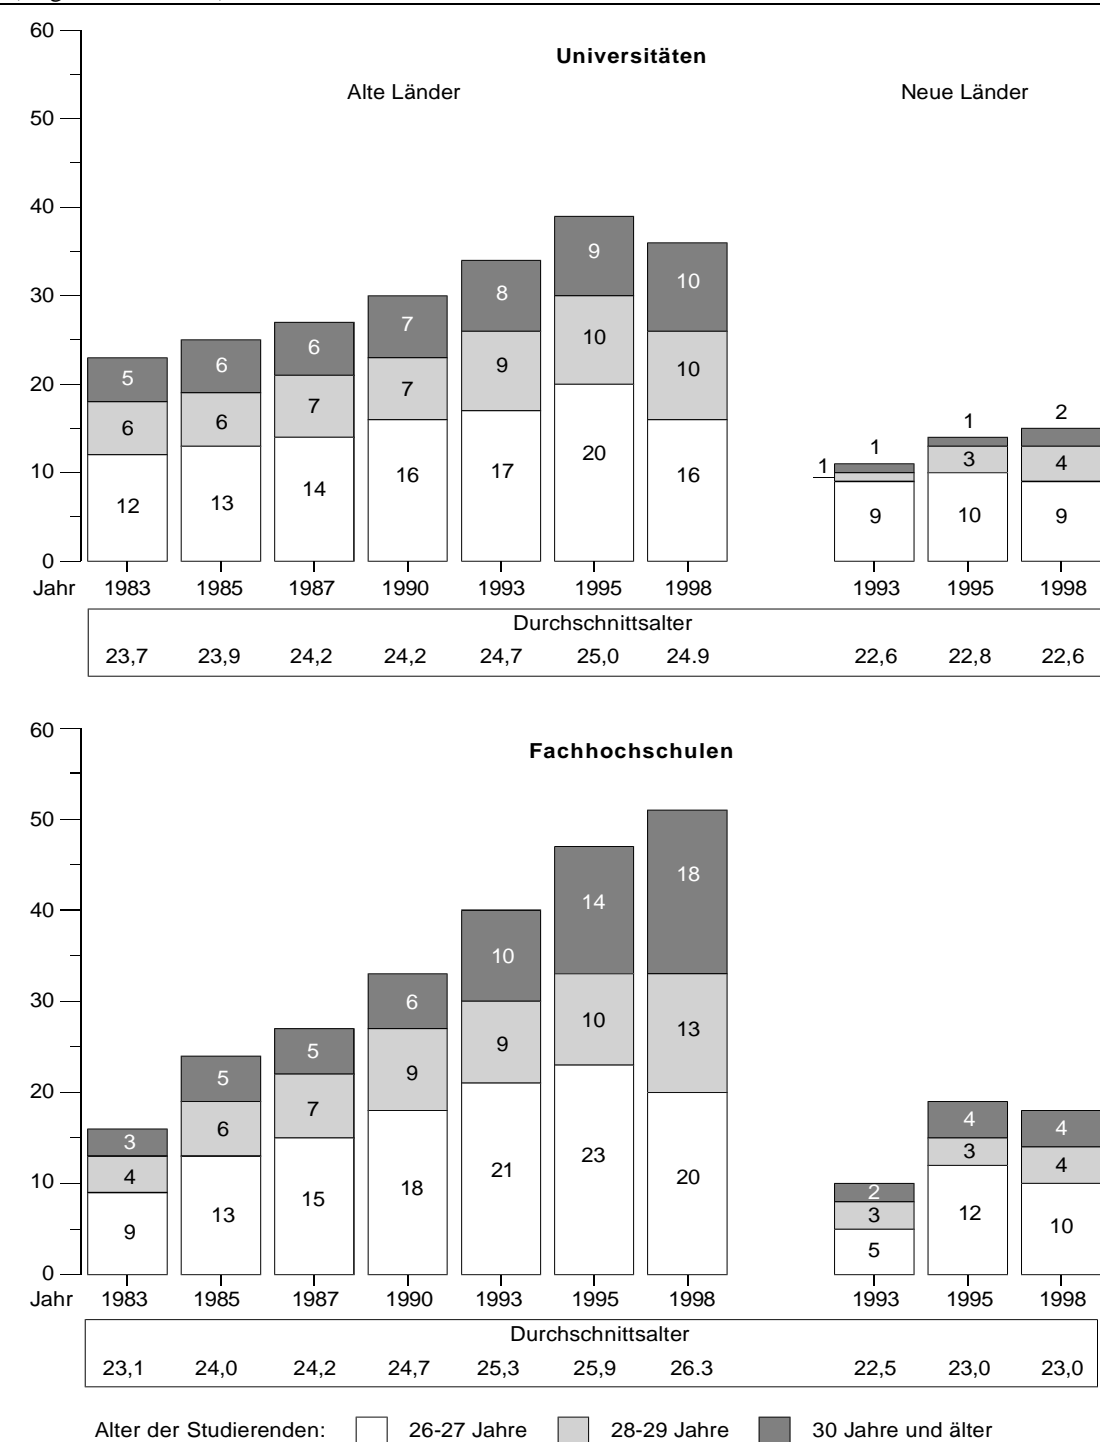 60
Universitäten
Alte Länder Neue Länder
50
40
9
10
30
8
7 10
6 10
6 9
20
5 7
7
6 6 2
1
1
10
1 3 4
12 13 14 16 17 20 16 9 10 9
0
Jahr 1983 1985 1987 1990 1993 1995 1998 1993 1995 1998
Durchschnittsalter
23,7 23,9 24,2 24,2 24,7 25,0 24.9 22,6 22,8 22,6
60
Fachhochschulen
50
18
14
40
10
30
6 10 13
5 9
5 9
20
7
6
3 4 4
4 3 4
10
2
3
9 13 15 18 21 23 20 5 12 10
0
Jahr 1983 1985 1987 1990 1993 1995 1998 1993 1995 1998
Durchschnittsalter
23,1 24,0 24,2 24,7 25,3 25,9 26.3 22,5 23,0 23,0
Alter der Studierenden: 26-27 Jahre 28-29 Jahre 30 Jahre und älter